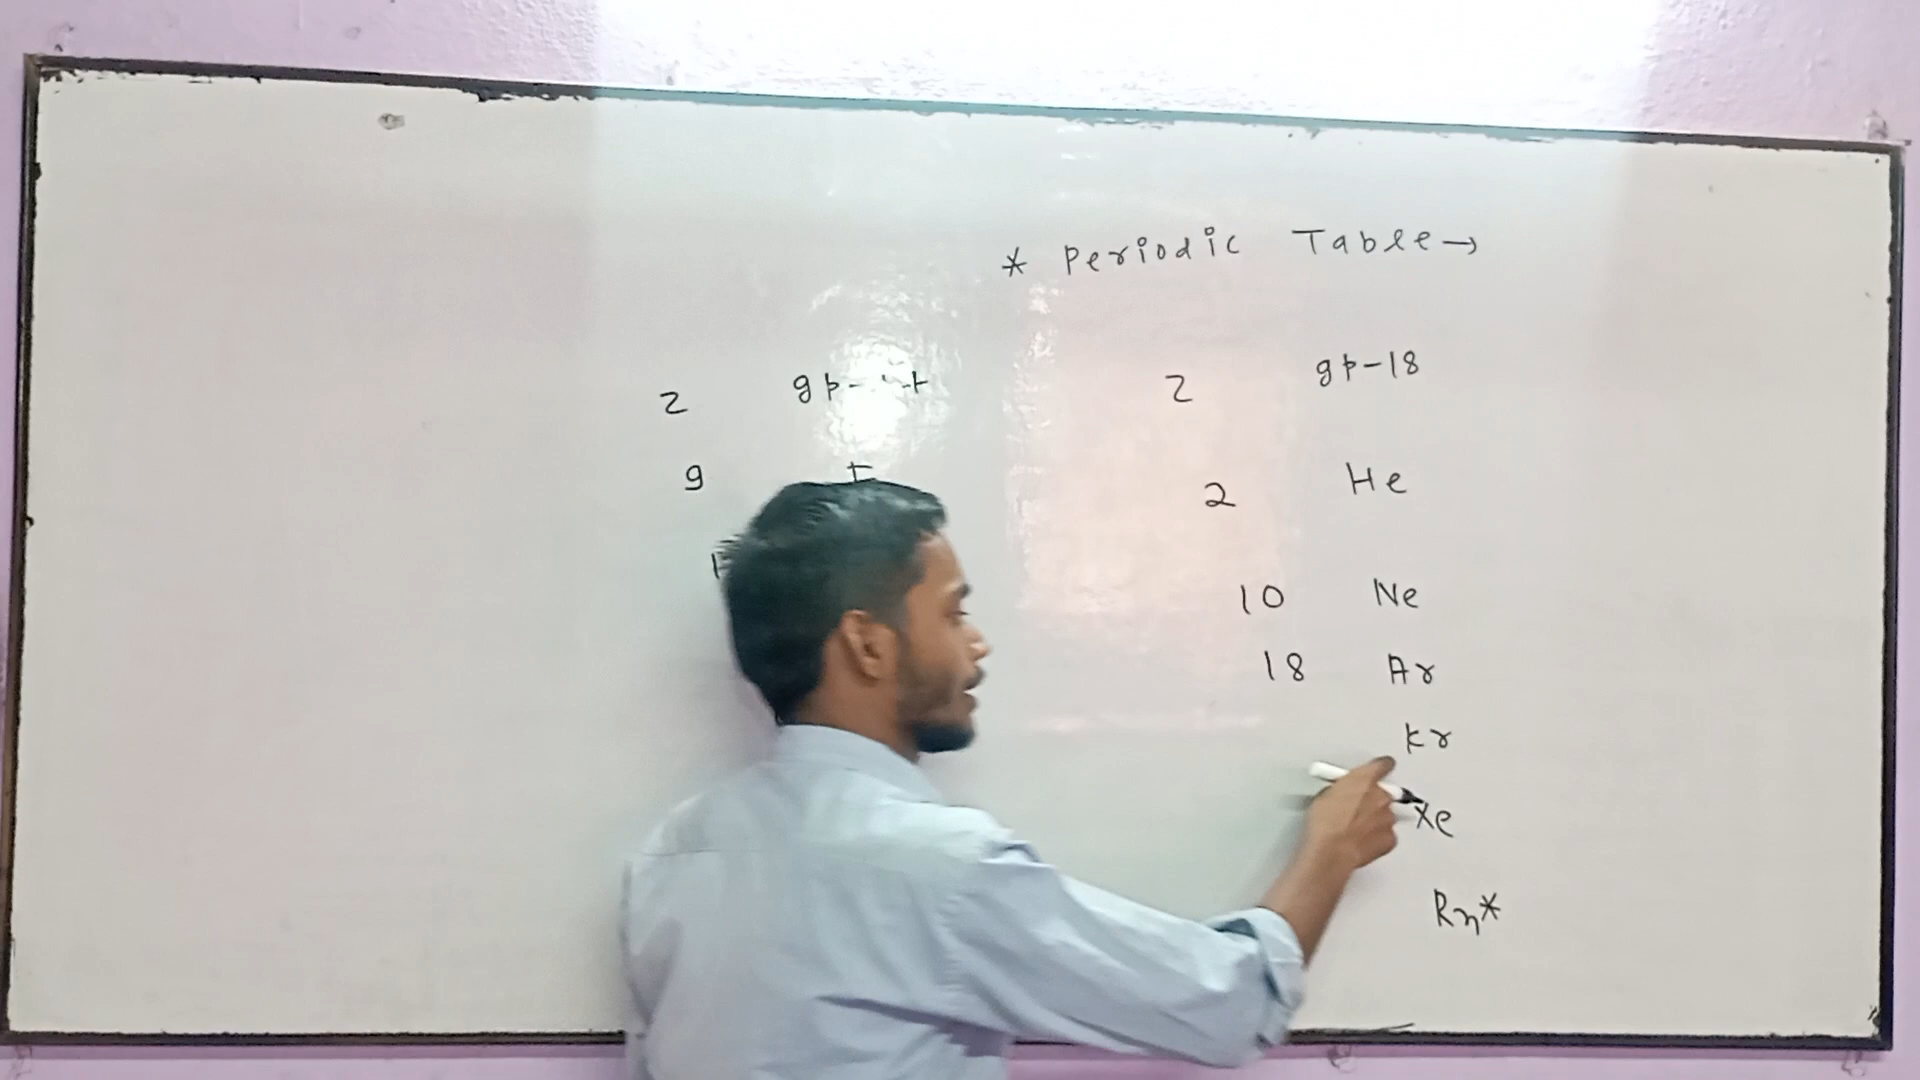 * Periodic Table →
Z gp-18
Z
9 F
2 He
10 Ne
18 Ar
Kr
Xe
Rn*